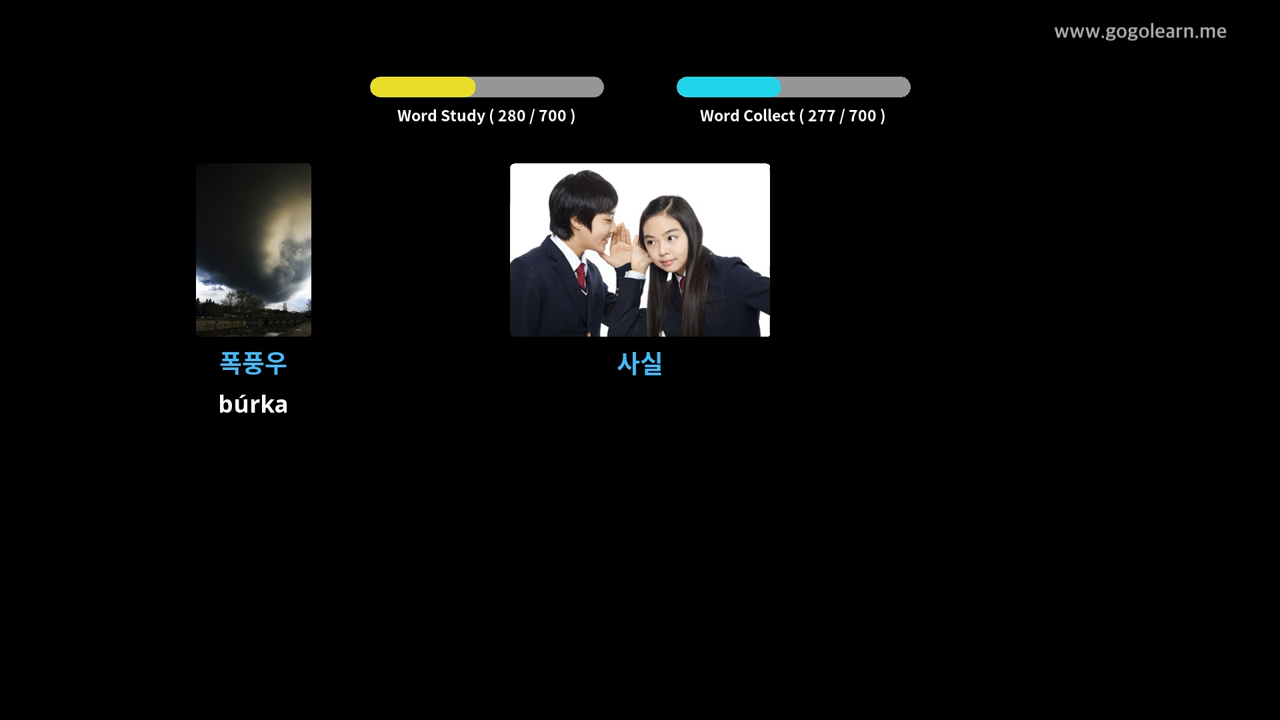 www.gogolearn.me
Word Study ( 280 / 700 )
Word Collect ( 277 / 700 )
폭풍우
búrka
사실